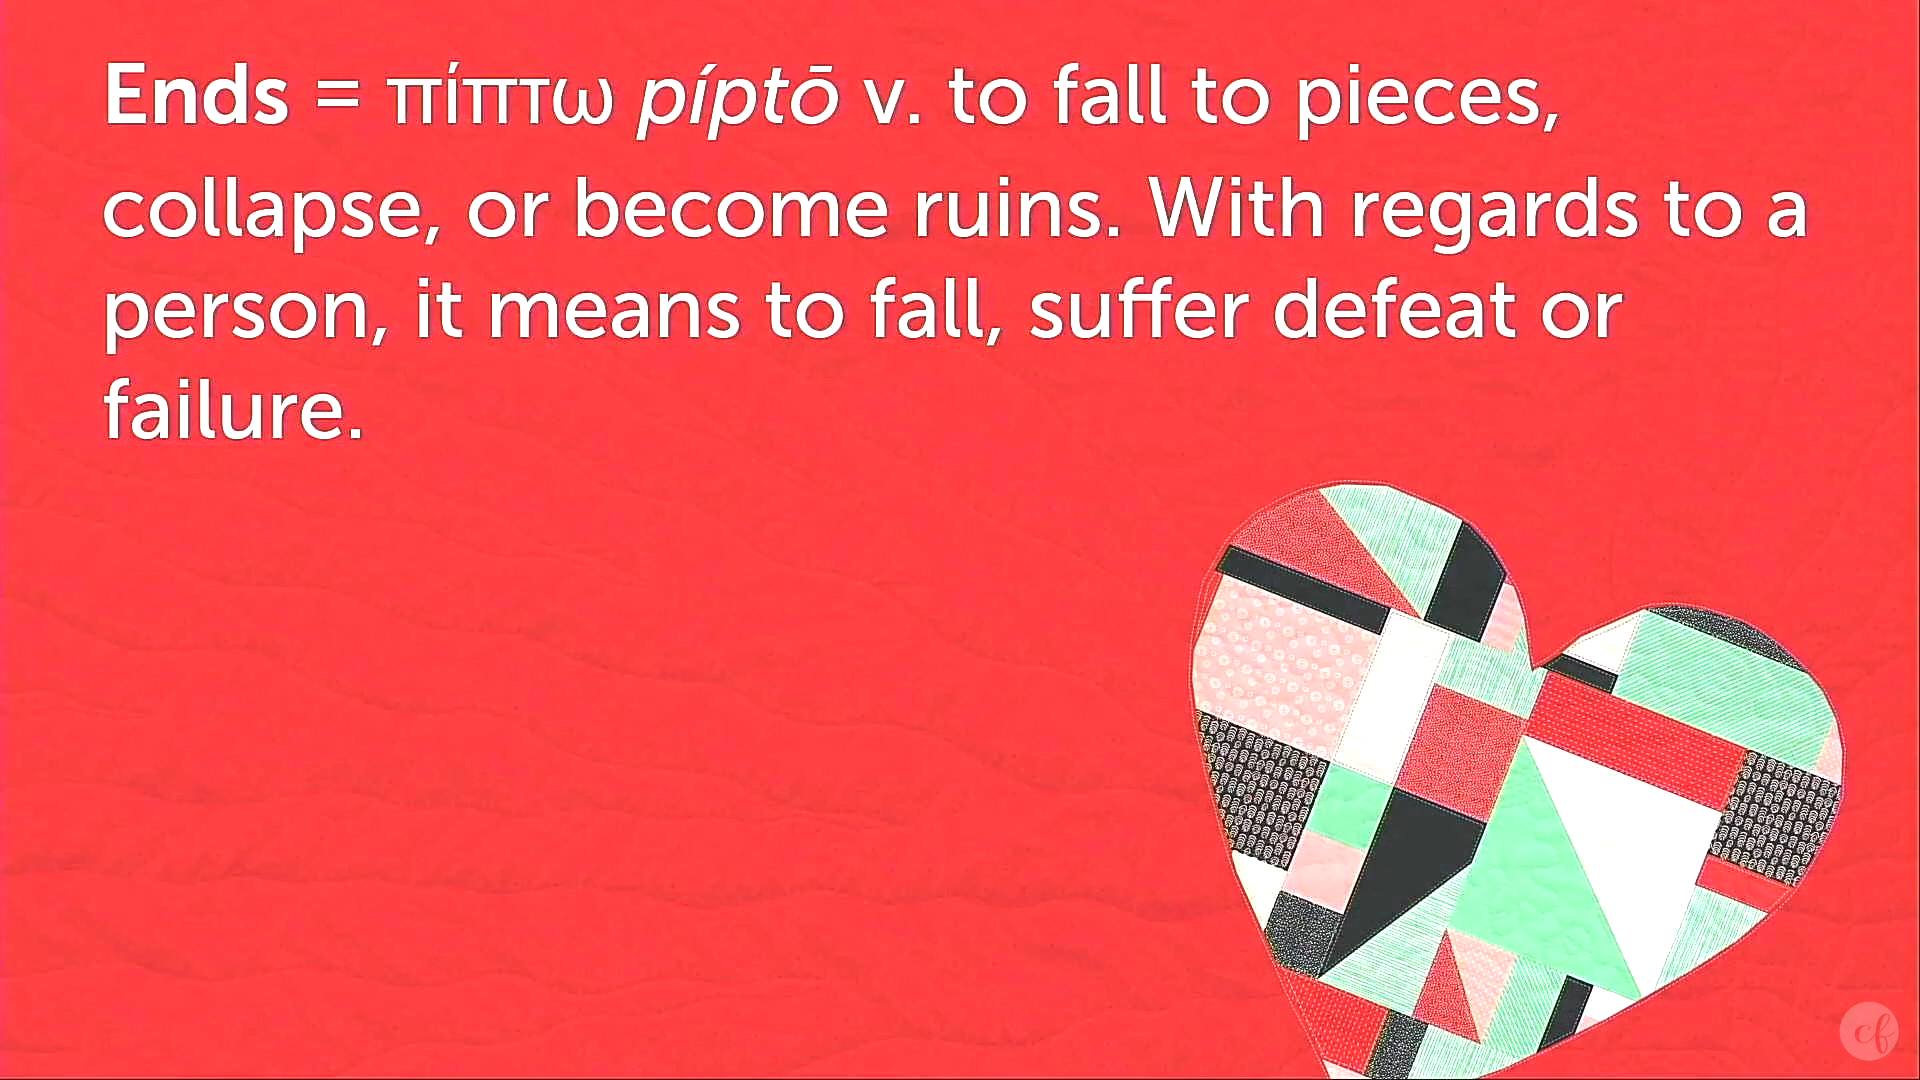 Ends = πίπτω píptō v. to fall to pieces,
collapse, or become ruins. With regards to a
person, it means to fall, suffer defeat or
failure.
cf